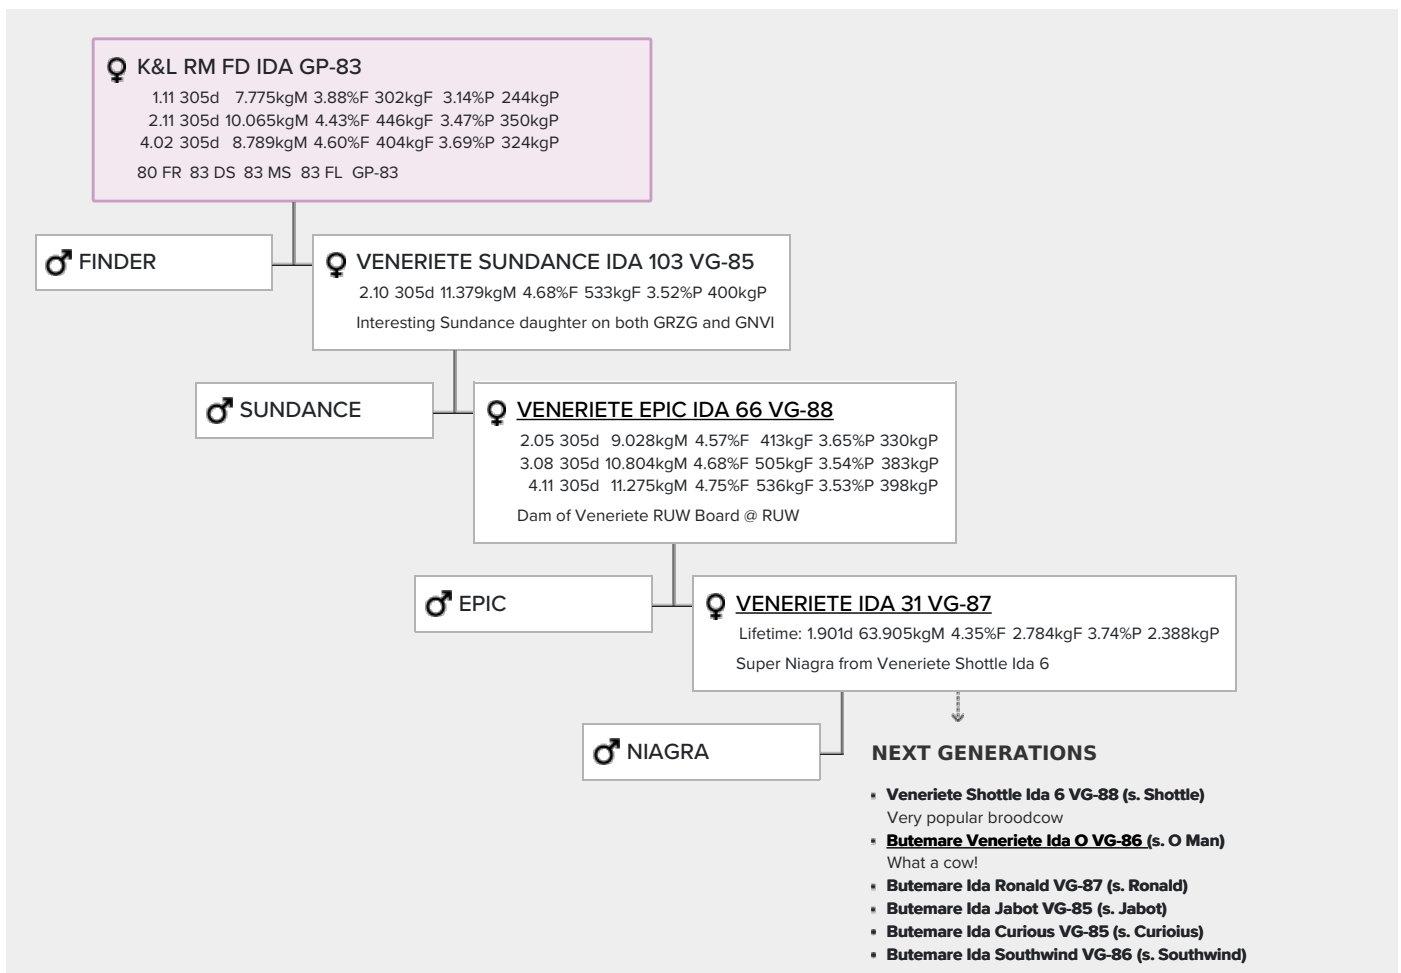 K&L RM FD IDA GP-83
1.11 305d 7.775kgM 3.88%F 302kgF 3.14%P 244kgP
2.11 305d 10.065kgM 4.43%F 446kgF 3.47%P 350kgP
4.02 305d 8.789kgM 4.60%F 404kgF 3.69%P 324kgP
80 FR 83 DS 83 MS 83 FL GP-83
FINDER
VENERIETE SUNDANCE IDA 103 VG-85
2.10 305d 11.379kgM 4.68%F 533kgF 3.52%P 400kgP
Interesting Sundance daughter on both GRZG and GNVI
SUNDANCE
VENERIETE EPIC IDA 66 VG-88
2.05 305d 9.028kgM 4.57%F 413kgF 3.65%P 330kgP
3.08 305d 10.804kgM 4.68%F 505kgF 3.54%P 383kgP
4.11 305d 11.275kgM 4.75%F 536kgF 3.53%P 398kgP
Dam of Veneriete RUW Board @ RUW
EPIC
VENERIETE IDA 31 VG-87
Lifetime: 1.901d 63.905kgM 4.35%F 2.784kgF 3.74%P 2.388kgP
Super Niagra from Veneriete Shottle Ida 6
NIAGRA
NEXT GENERATIONS
Veneriete Shottle Ida 6 VG-88 (s. Shottle)
Very popular broodcow
Butemare Veneriete Ida O VG-86 (s. O Man)
What a cow!
Butemare Ida Ronald VG-87 (s. Ronald)
Butemare Ida Jabot VG-85 (s. Jabot)
Butemare Ida Curious VG-85 (s. Curioius)
Butemare Ida Southwind VG-86 (s. Southwind)